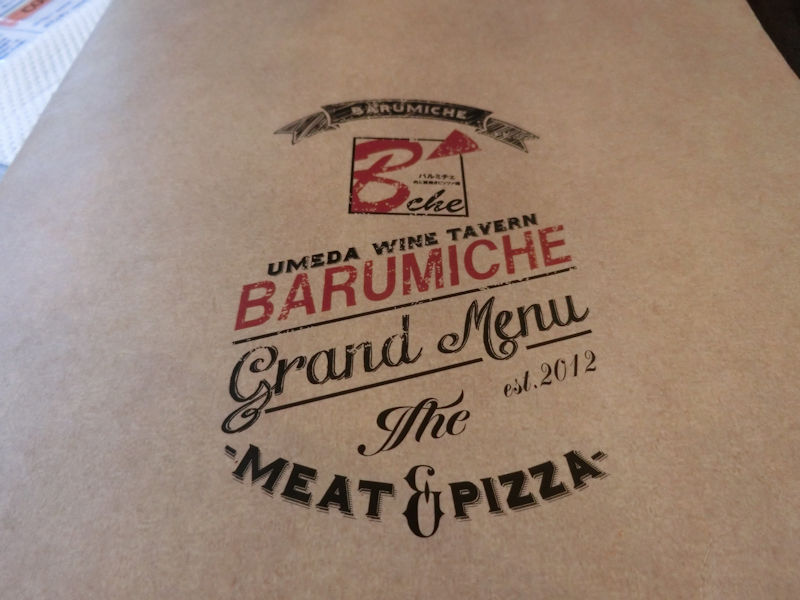 BARUMICHE
B
バルミチェ
che
UMEDA WINE TAVERN
BARUMICHE
Grand Menu
est.2012
The
-MEAT & PIZZA-